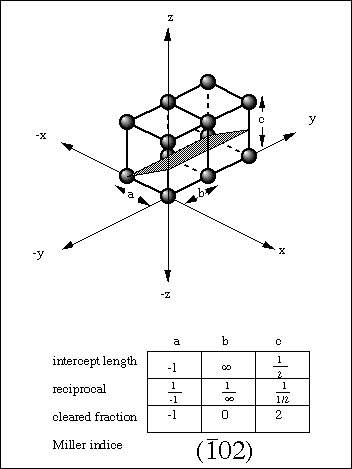 z
y
-x
c
a
b
-y
x
-z
a b c
intercept length -1 ∞ 1/2
reciprocal 1/-1 1/∞ 1/1/2
cleared fraction -1 0 2
Miller indice (1̅02)